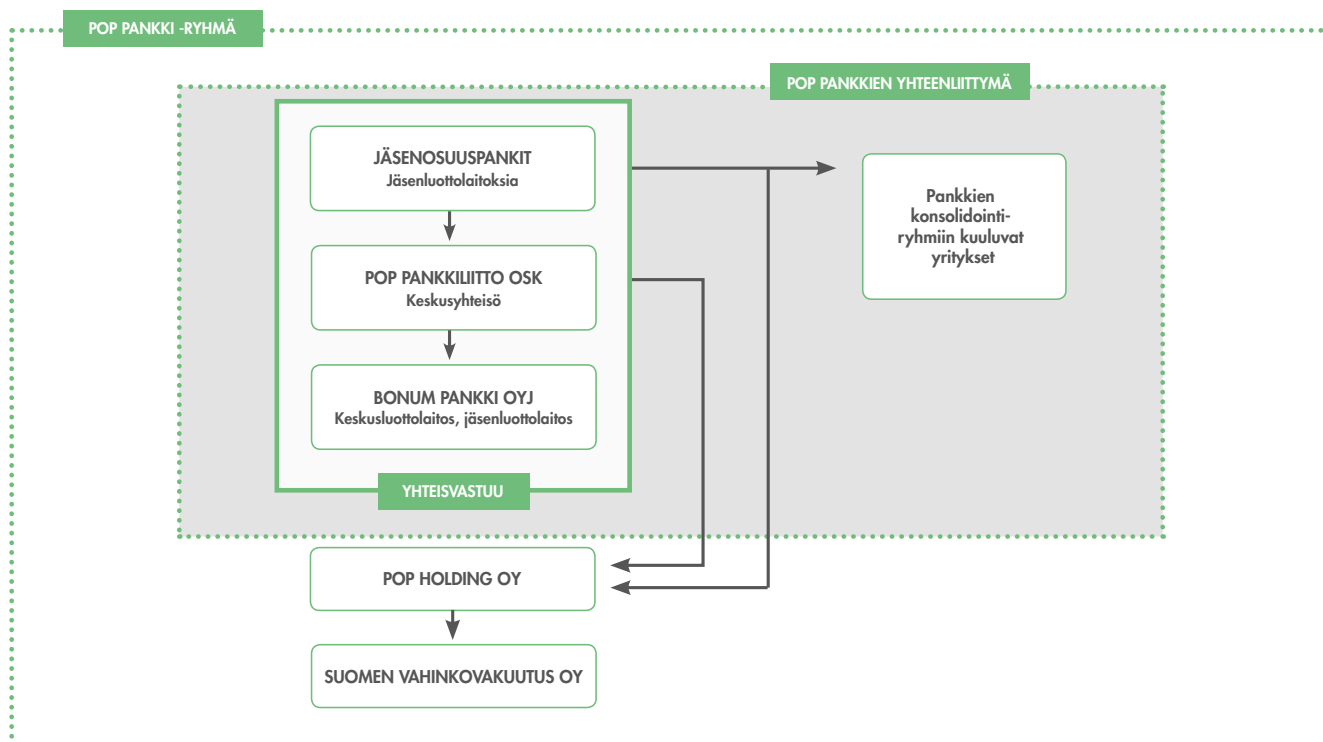 POP PANKKI -RYHMÄ
POP PANKKIEN YHTEENLIITTYMÄ
JÄSENOSUUSPANKIT
Jäsenluottolaitoksia
Pankkien
konsolidointi-
ryhmiin kuuluvat
yritykset
POP PANKKILIITTO OSK
Keskusyhteisö
BONUM PANKKI OYJ
Keskusluottolaitos, jäsenluottolaitos
YHTEISVASTUU
POP HOLDING OY
SUOMEN VAHINKOVAKUUTUS OY